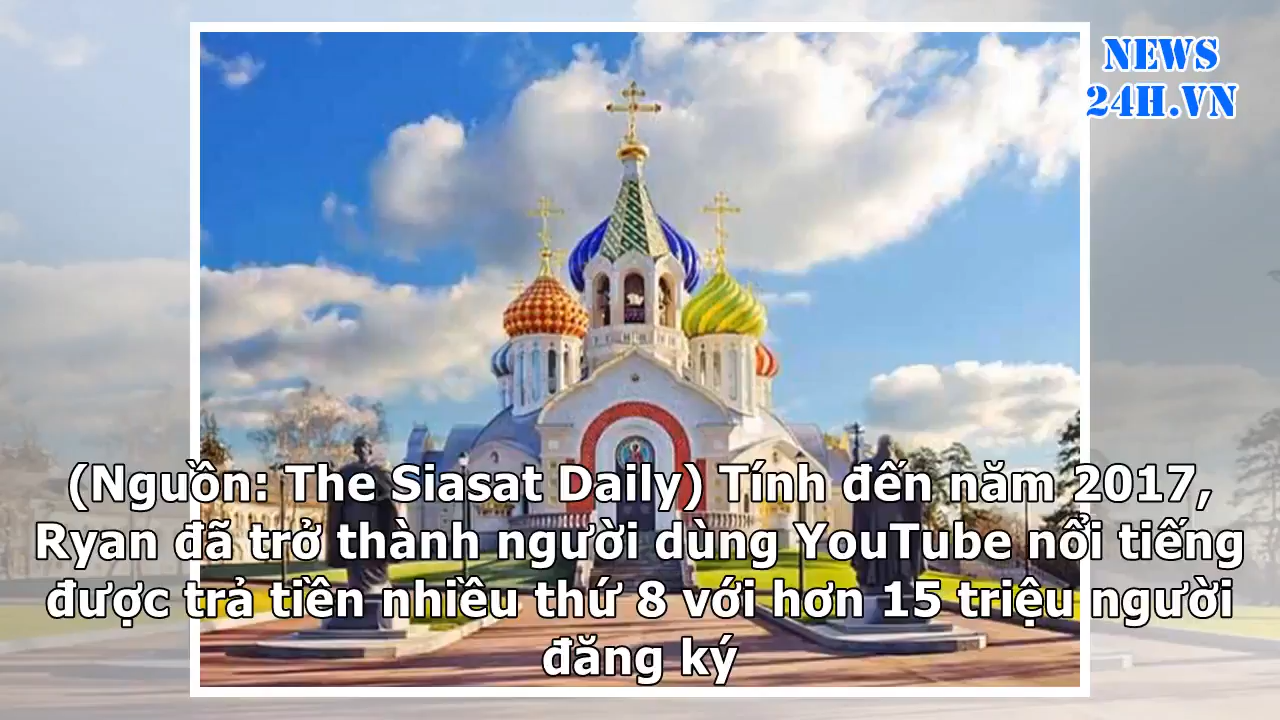 NEWS
24H.VN
(Nguồn: The Siasat Daily) Tính đến năm 2017,
Ryan đã trở thành người dùng YouTube nổi tiếng
được trả tiền nhiều thứ 8 với hơn 15 triệu người
đăng ký